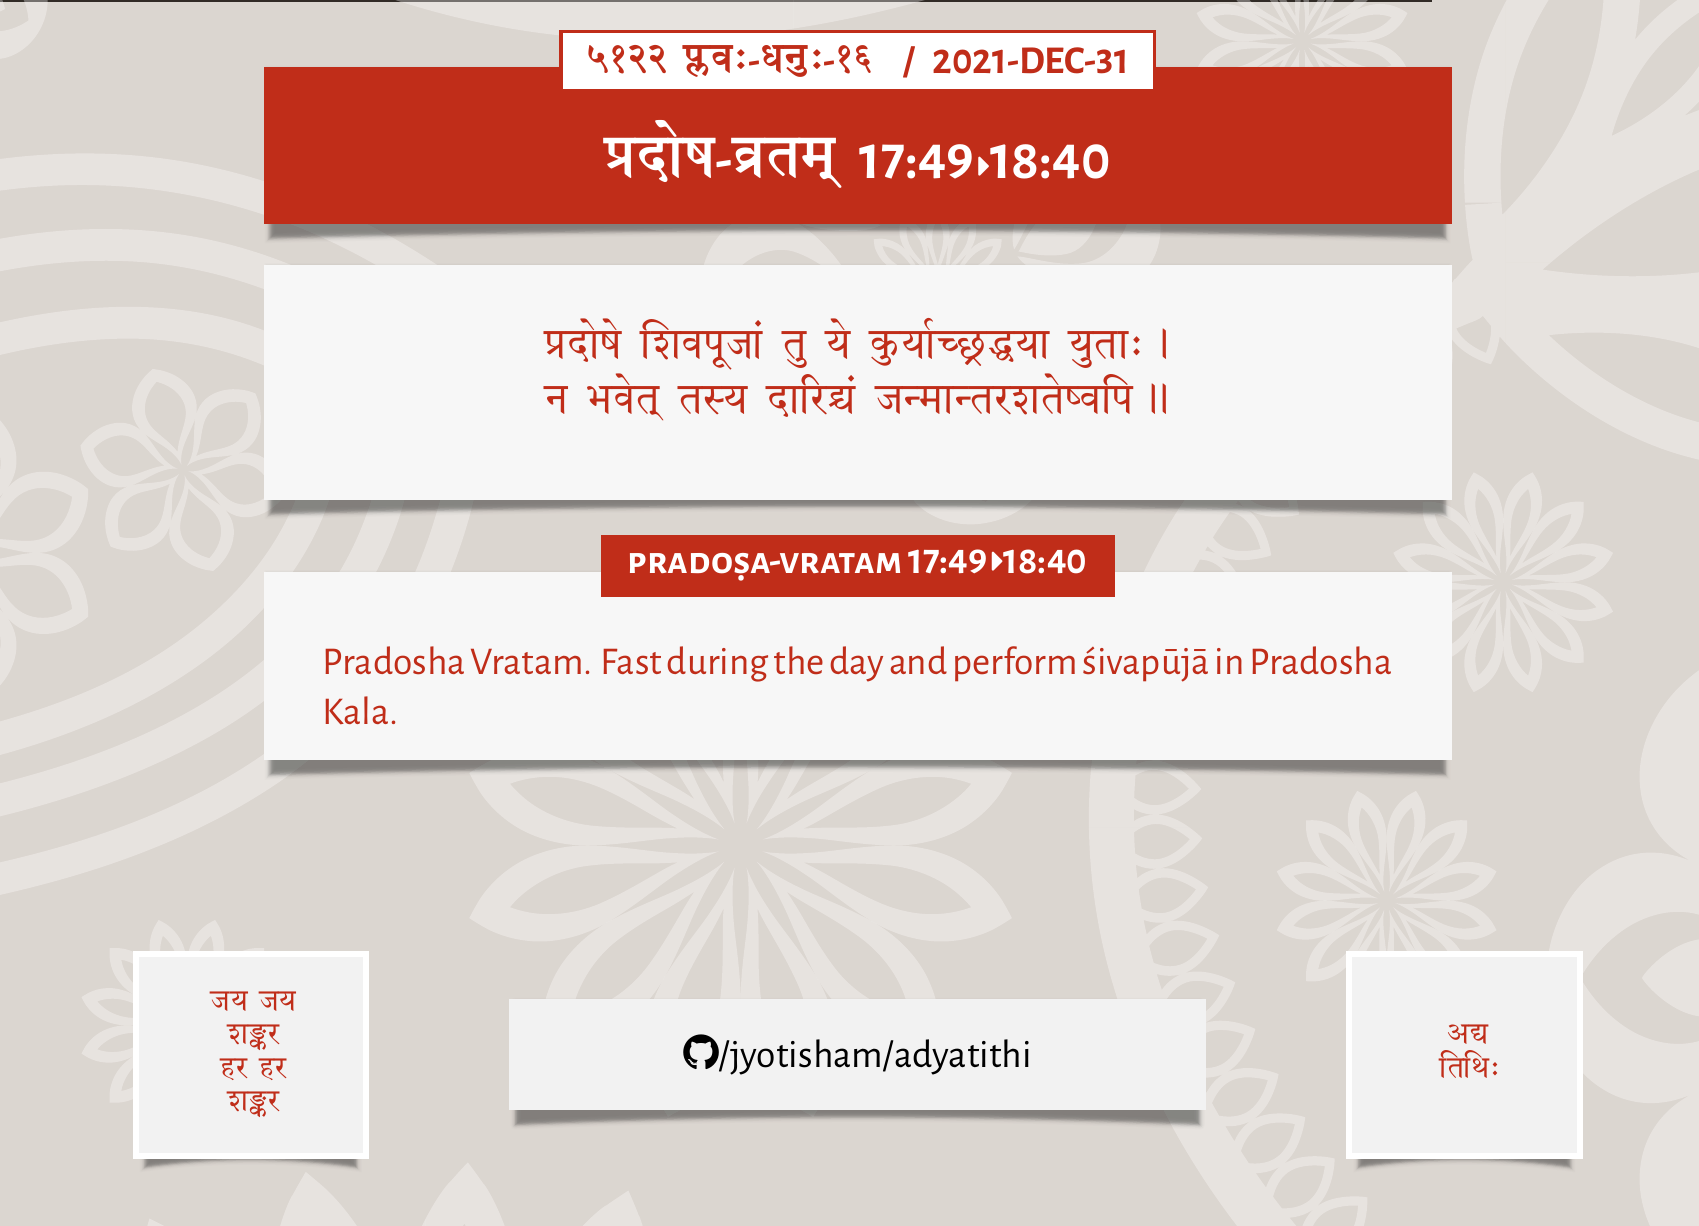 ५१२२ प्लवः-धनुः-१६ / 2021-DEC-31
प्रदोष-व्रतम् 17:49▸18:40
प्रदोषे शिवपूजां तु ये कुर्याच्छ्रद्धया युताः ।
न भवेत् तस्य दारिद्र्यं जन्मान्तरशतेष्वपि ॥
PRADOṢA-VRATAM 17:49▸18:40
Pradosha Vratam. Fast during the day and perform śivapūjā in Pradosha
Kala.
जय जय
शङ्कर
हर हर
शङ्कर
/jyotisham/adyatithi
अद्य
तिथिः